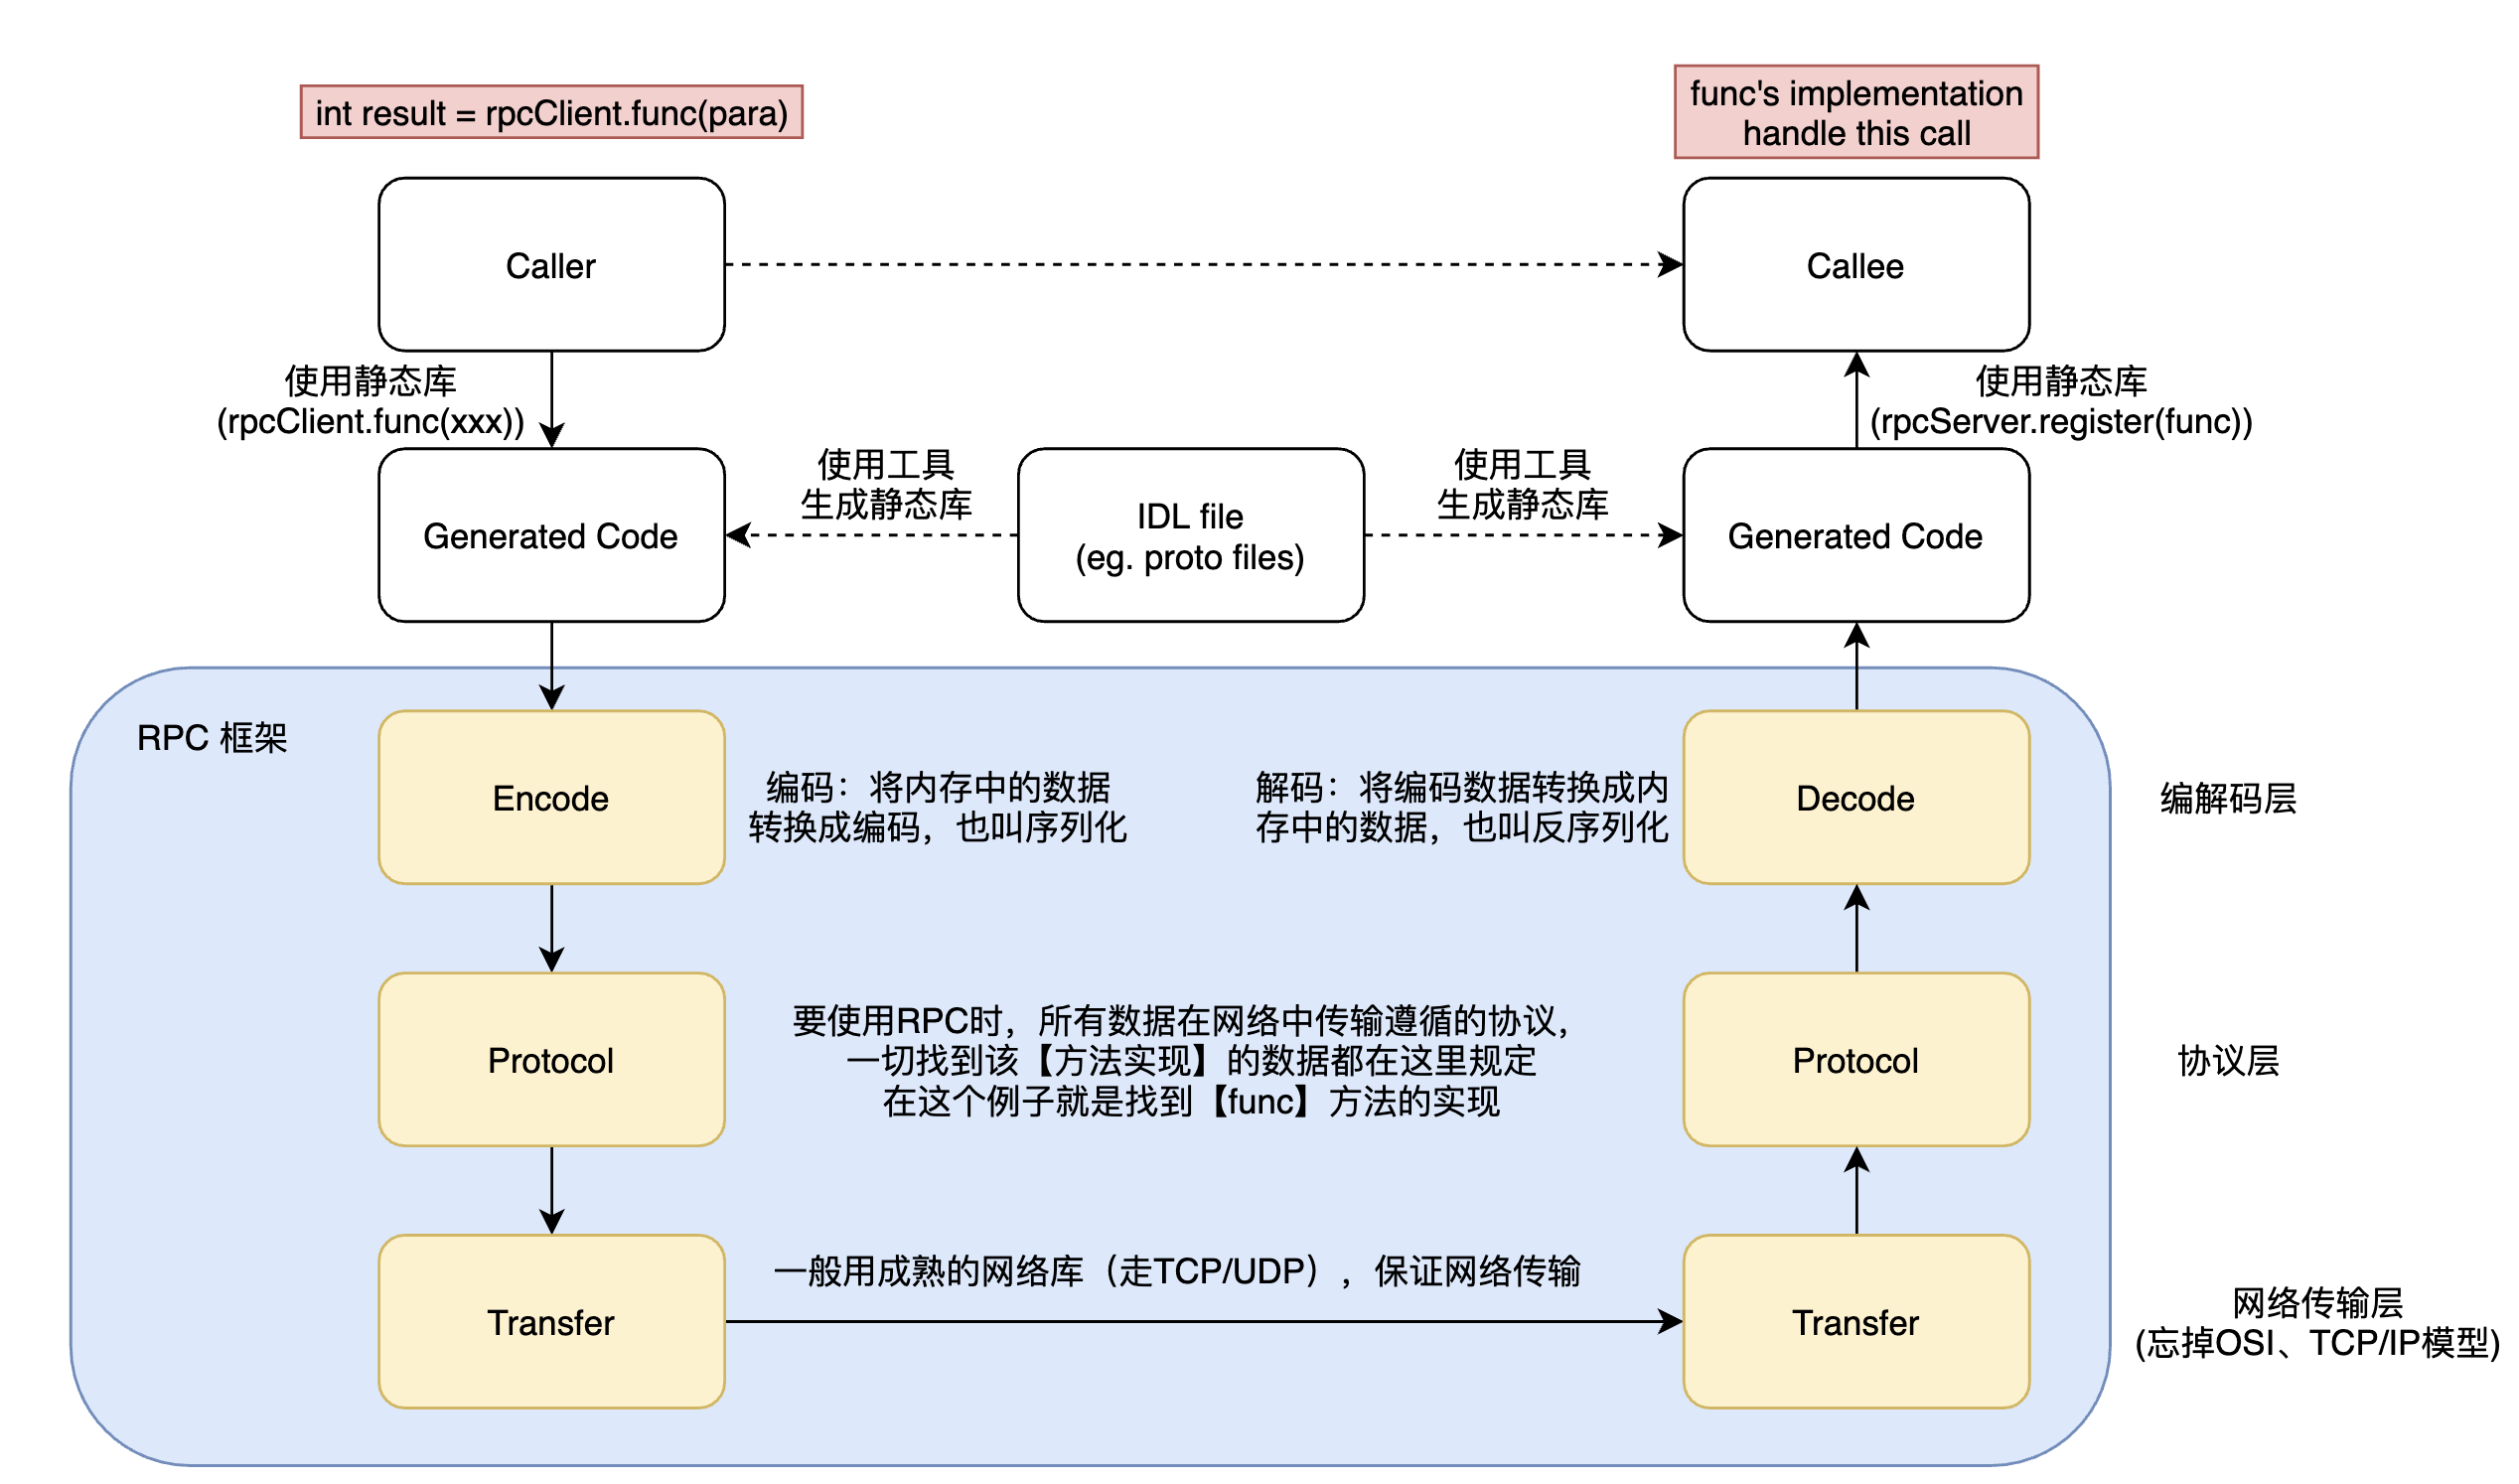 int result = rpcClient.func(para)
func's implementation
handle this call
Caller
Callee
使用静态库
(rpcClient.func(xxx))
使用静态库
(rpcServer.register(func))
Generated Code
使用工具
生成静态库
IDL file
(eg. proto files)
使用工具
生成静态库
Generated Code
RPC 框架
Encode
编码：将内存中的数据
转换成编码，也叫序列化
解码：将编码数据转换成内
存中的数据，也叫反序列化
Decode
编解码层
Protocol
要使用RPC时，所有数据在网络中传输遵循的协议，
一切找到该【方法实现】的数据都在这里规定
在这个例子就是找到【func】方法的实现
Protocol
协议层
Transfer
一般用成熟的网络库（走TCP/UDP），保证网络传输
Transfer
网络传输层
(忘掉OSI、TCP/IP模型)